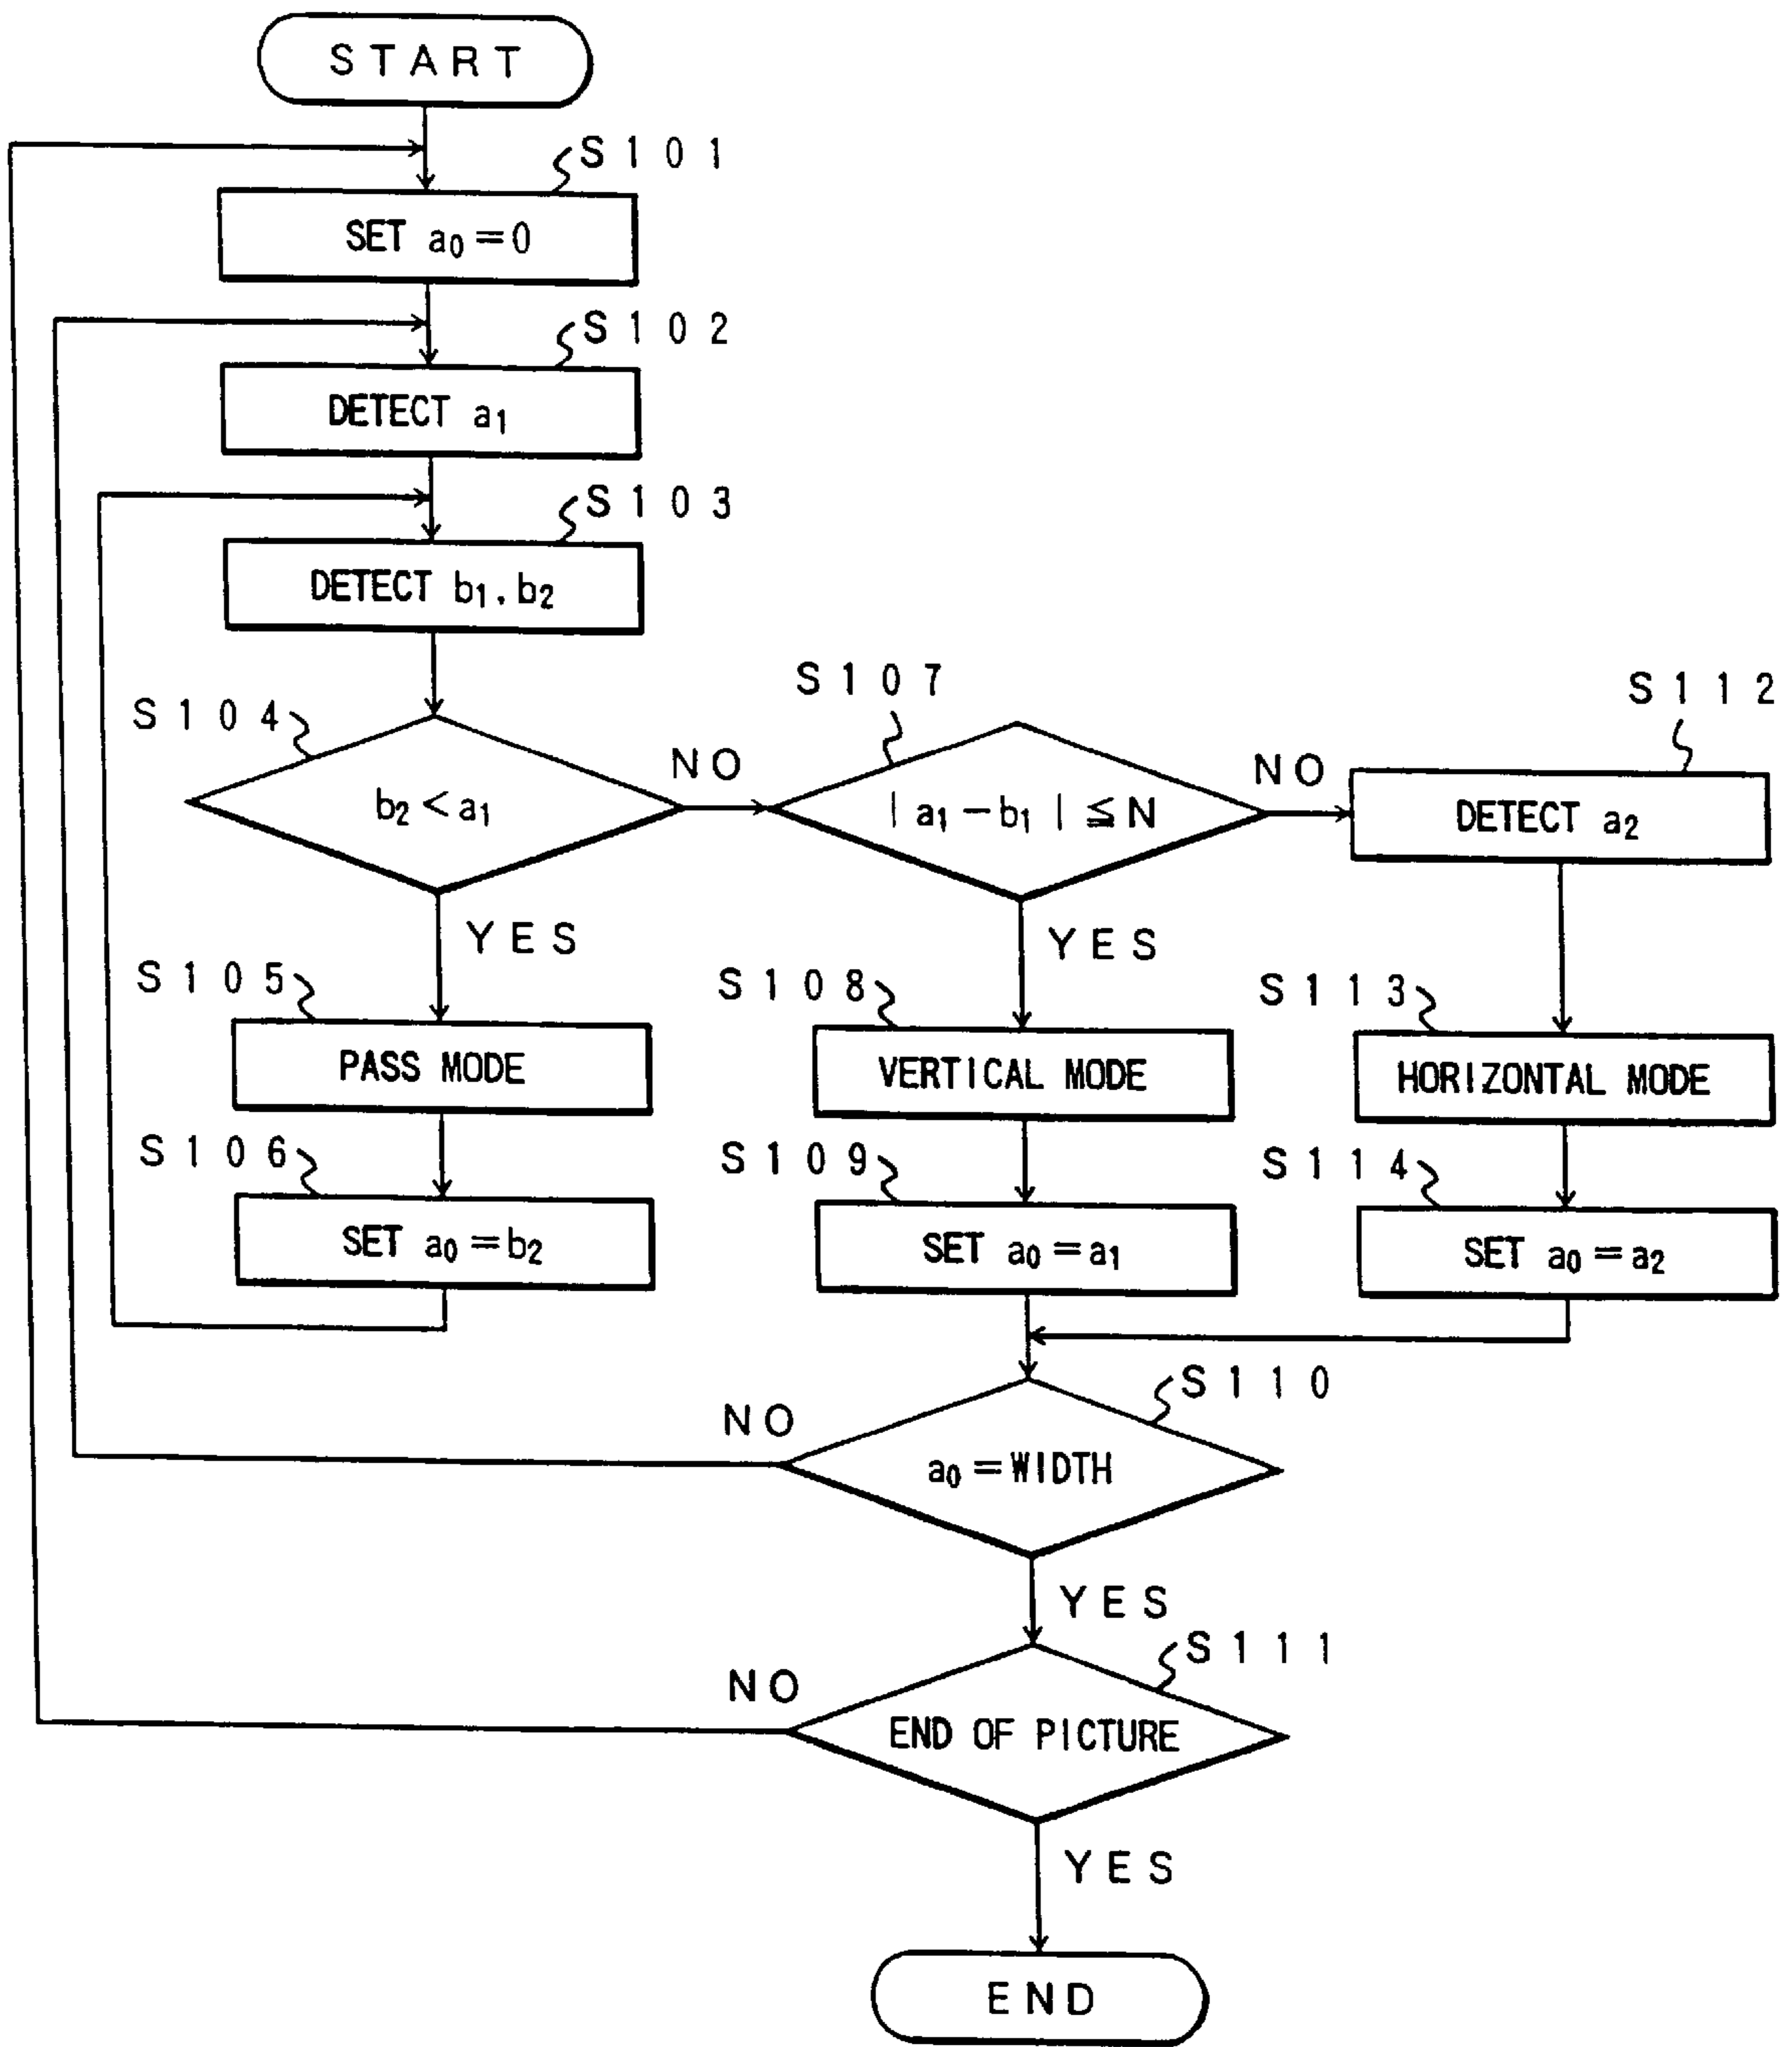 START
S101
SET a₀=0
S102
DETECT a₁
S103
DETECT b₁, b₂
S104
b₂<a₁
NO
S107
|a₁-b₁|≦N
NO
S112
DETECT a₂
YES
YES
S105
PASS MODE
S108
VERTICAL MODE
S113
HORIZONTAL MODE
S106
SET a₀=b₂
S109
SET a₀=a₁
S114
SET a₀=a₂
S110
NO
a₀=WIDTH
YES
S111
NO
END OF PICTURE
YES
END